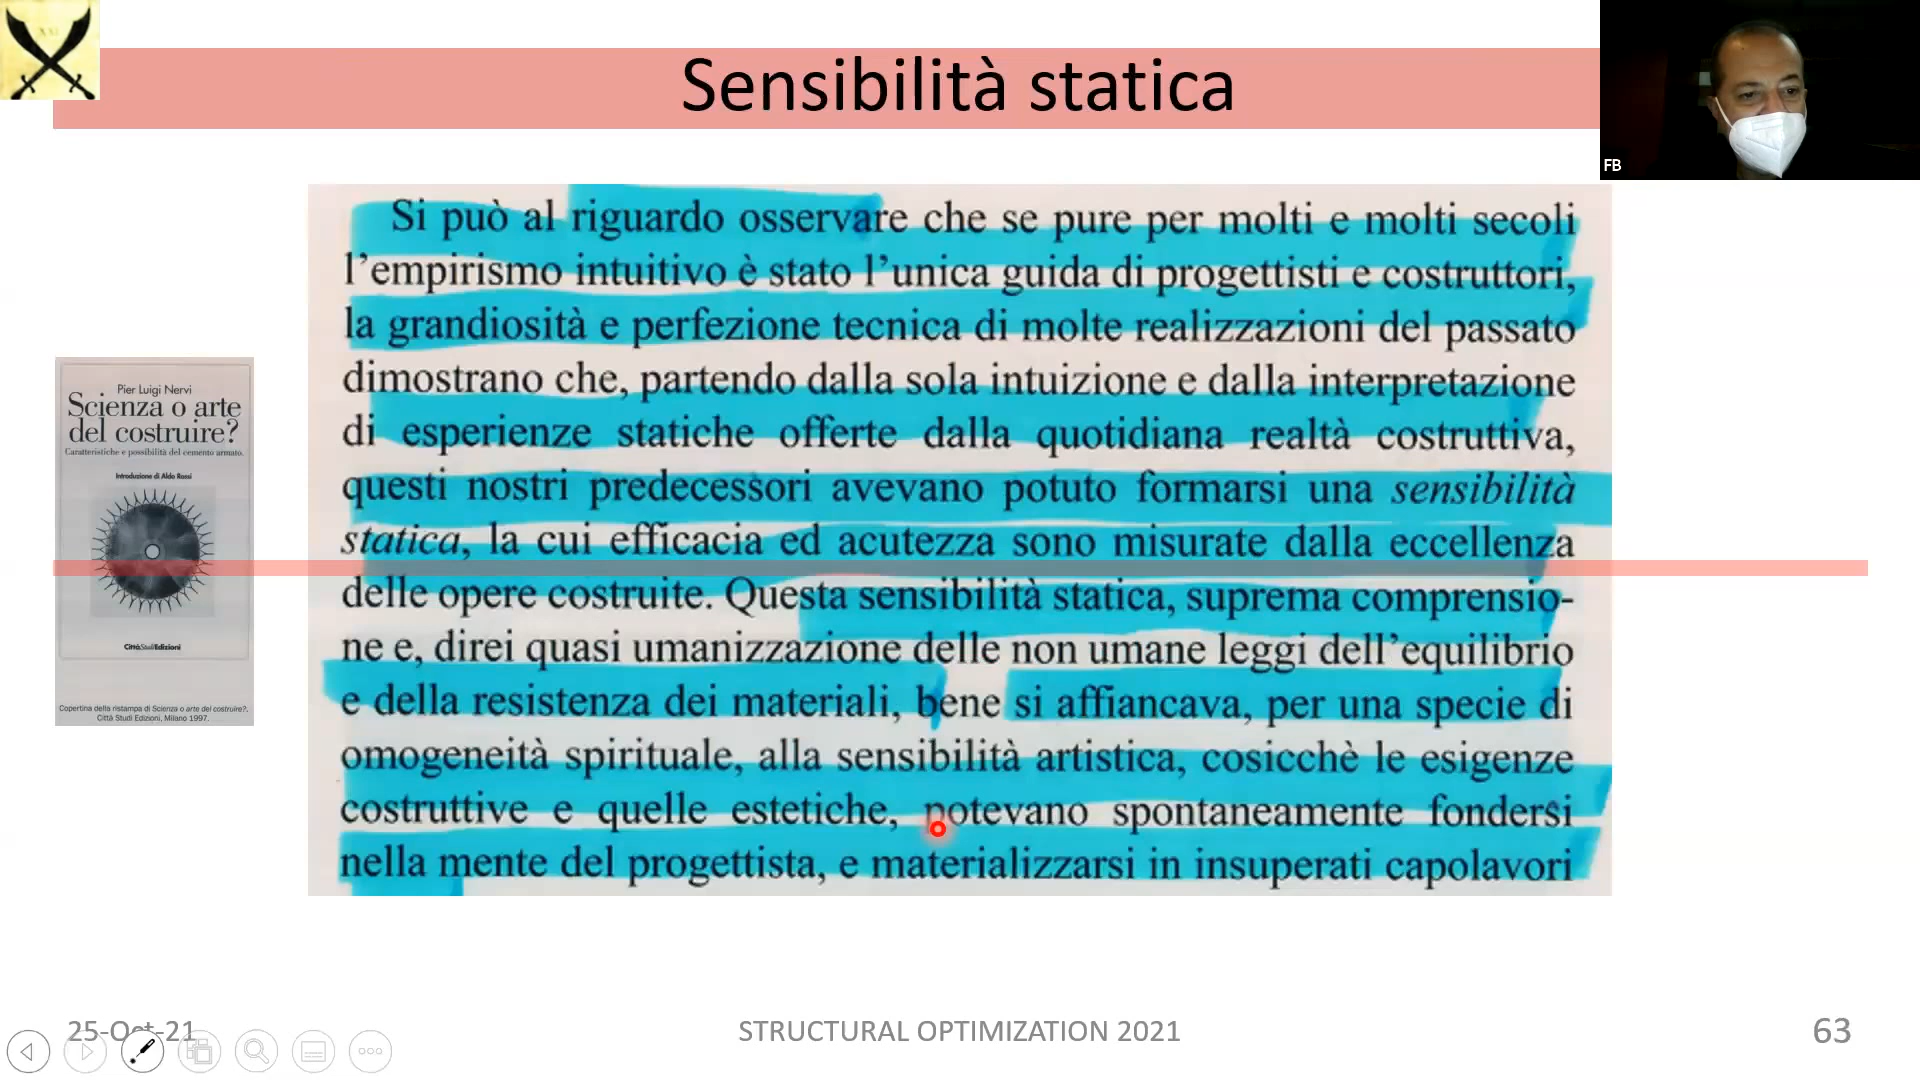 Sensibilità statica
FB
Si può al riguardo osservare che se pure per molti e molti secoli
l'empirismo intuitivo è stato l'unica guida di progettisti e costruttori,
la grandiosità e perfezione tecnica di molte realizzazioni del passato
dimostrano che, partendo dalla sola intuizione e dalla interpretazione
di esperienze statiche offerte dalla quotidiana realtà costruttiva,
questi nostri predecessori avevano potuto formarsi una sensibilità
statica, la cui efficacia ed acutezza sono misurate dalla eccellenza
delle opere costruite. Questa sensibilità statica, suprema comprensio-
ne e, direi quasi umanizzazione delle non umane leggi dell'equilibrio
e della resistenza dei materiali, bene si affiancava, per una specie di
omogeneità spirituale, alla sensibilità artistica, cosicchè le esigenze
costruttive e quelle estetiche, potevano spontaneamente fondersi
nella mente del progettista, e materializzarsi in insuperati capolavori
Pier Luigi Nervi
Scienza o arte
del costruire?
Caratteristiche e possibilità del cemento armato.
Introduzione di Aldo Rossi
CittàStudiEdizioni
Copertina della ristampa di Scienza o arte del costruire?,
Città Studi Edizioni, Milano 1997.
25-Oct-21
STRUCTURAL OPTIMIZATION 2021
63